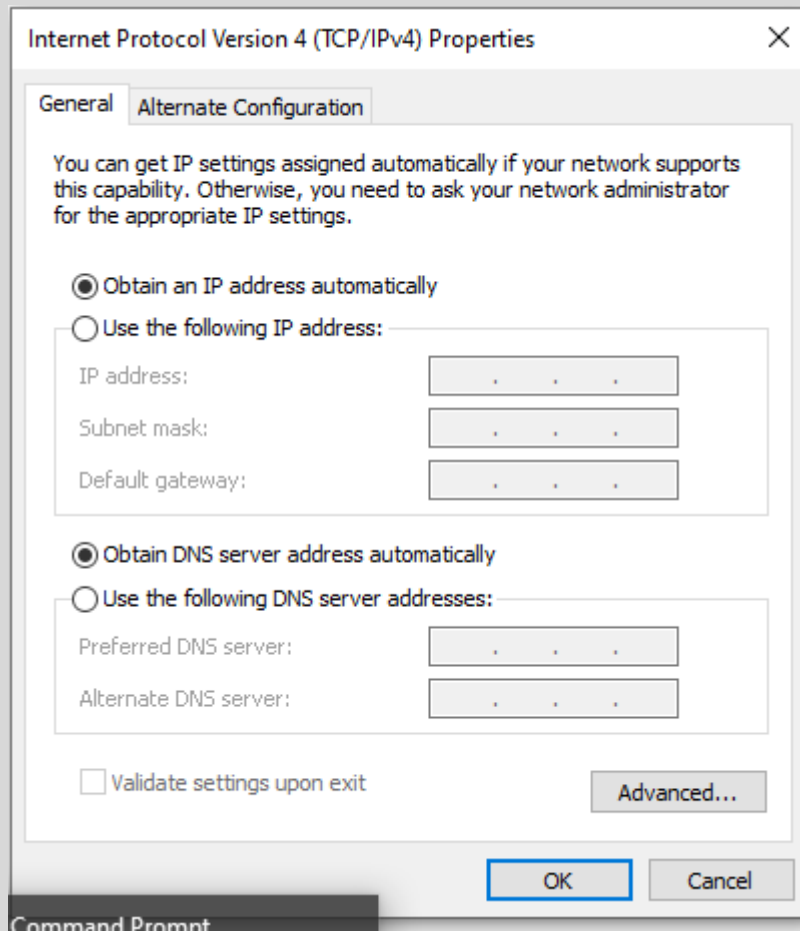 Internet Protocol Version 4 (TCP/IPv4) Properties
General
Alternate Configuration
You can get IP settings assigned automatically if your network supports
this capability. Otherwise, you need to ask your network administrator
for the appropriate IP settings.
Obtain an IP address automatically
Use the following IP address:
IP address:
. . .
Subnet mask:
. . .
Default gateway:
. . .
Obtain DNS server address automatically
Use the following DNS server addresses:
Preferred DNS server:
. . .
Alternate DNS server:
. . .
Validate settings upon exit
Advanced...
OK
Cancel
Command Prompt